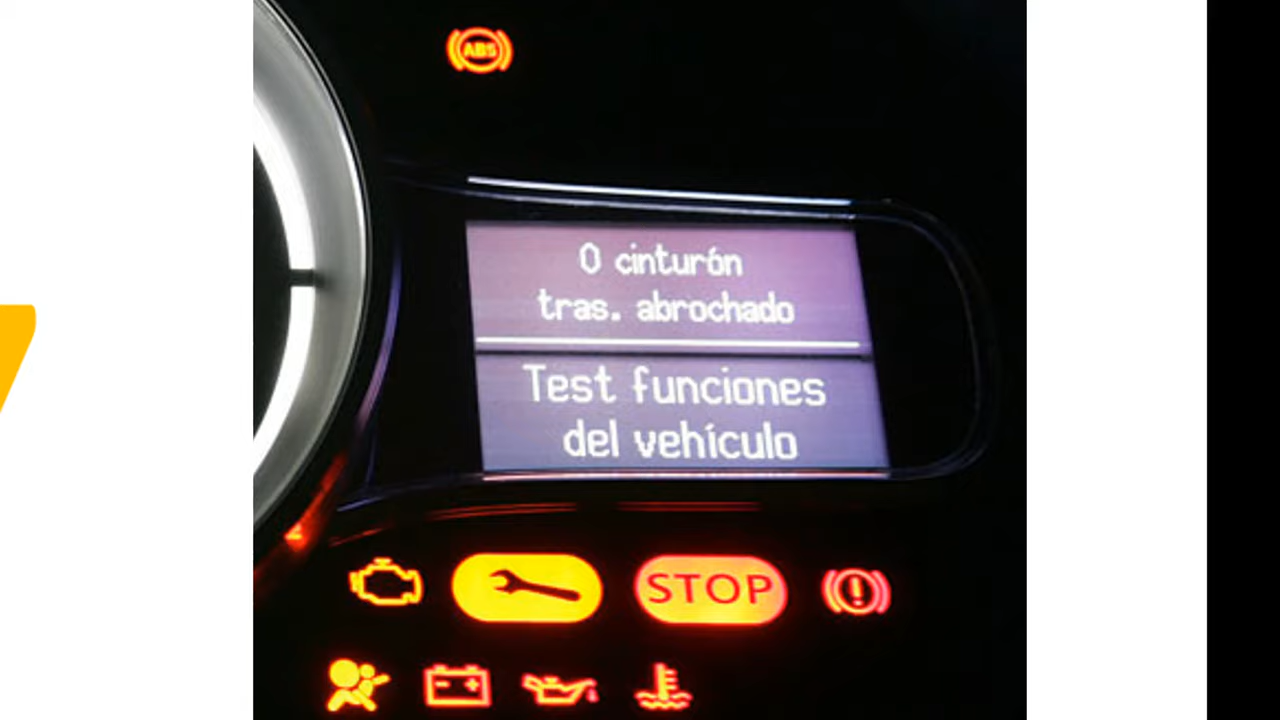 ABS
0 cinturón
tras. abrochado
Test funciones
del vehículo
STOP